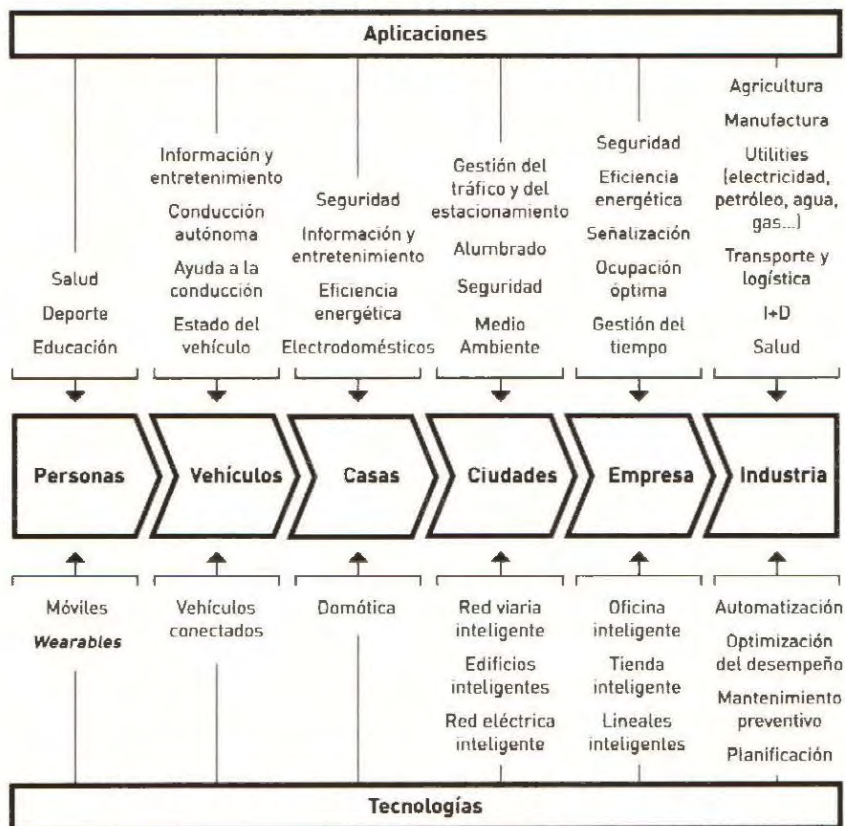 Aplicaciones
Salud
Deporte
Educación
Información y
entretenimiento
Conducción
autónoma
Ayuda a la
conducción
Estado del
vehículo
Seguridad
Información y
entretenimiento
Eficiencia
energética
Electrodomésticos
Gestión del
tráfico y del
estacionamiento
Alumbrado
Seguridad
Medio
Ambiente
Seguridad
Eficiencia
energética
Señalización
Ocupación
óptima
Gestión del
tiempo
Agricultura
Manufactura
Utilities
(electricidad,
petróleo, agua,
gas...)
Transporte y
logística
I+D
Salud
Personas
Vehículos
Casas
Ciudades
Empresa
Industria
Móviles
Wearables
Vehículos
conectados
Domótica
Red viaria
inteligente
Edificios
inteligentes
Red eléctrica
inteligente
Oficina
inteligente
Tienda
inteligente
Lineales
inteligentes
Automatización
Optimización
del desempeño
Mantenimiento
preventivo
Planificación
Tecnologías